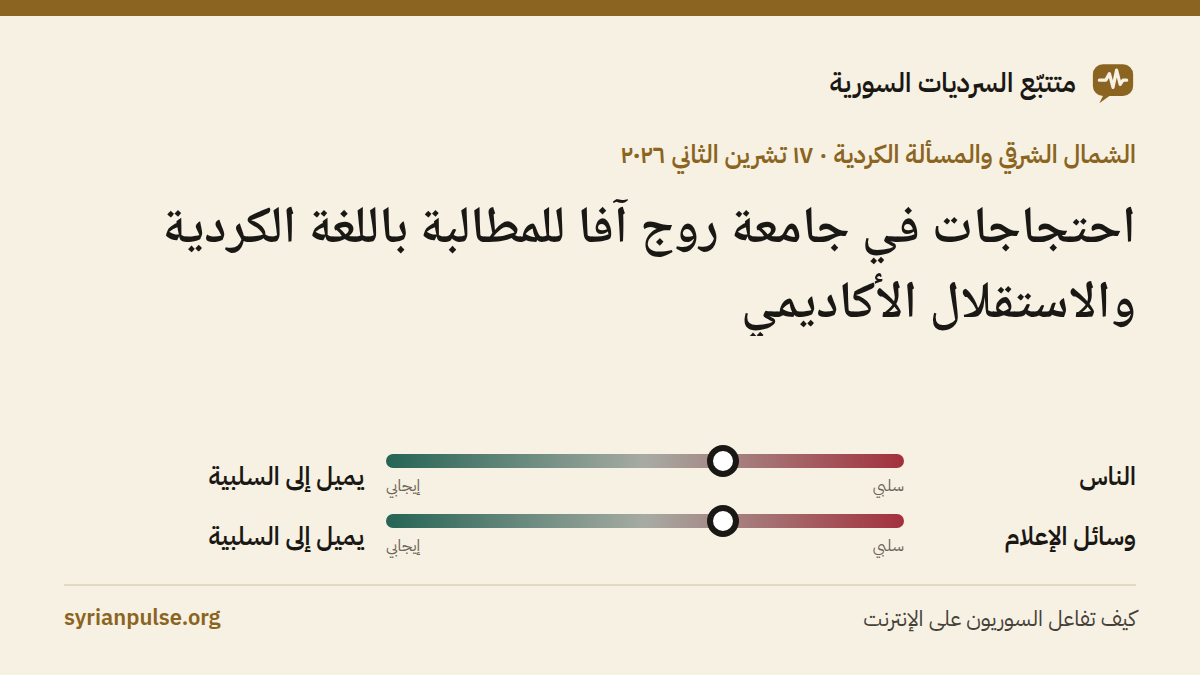 متتبّع السرديات السورية
الشمال الشرقي والمسألة الكردية · ١٧ تشرين الثاني ٢٠٢٦
احتجاجات في جامعة روج آفا للمطالبة باللغة الكردية
والاستقلال الأكاديمي
الناس
سلبي
إيجابي
يميل إلى السلبية
وسائل الإعلام
سلبي
إيجابي
يميل إلى السلبية
كيف تفاعل السوريون على الإنترنت
syrianpulse.org